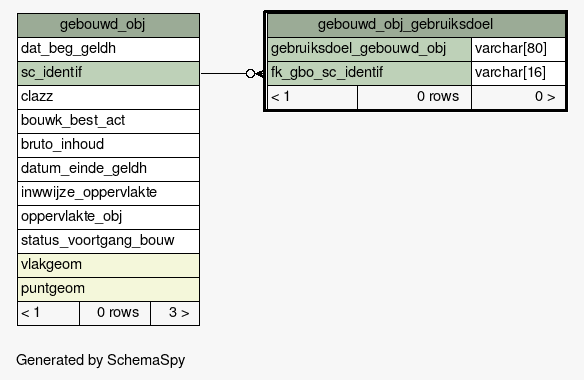 gebouwd_obj
dat_beg_geldh
sc_identif
clazz
bouwk_best_act
bruto_inhoud
datum_einde_geldh
inwwijze_oppervlakte
oppervlakte_obj
status_voortgang_bouw
vlakgeom
puntgeom
< 1 0 rows 3 >
gebouwd_obj_gebruiksdoel
gebruiksdoel_gebouwd_obj varchar[80]
fk_gbo_sc_identif varchar[16]
< 1 0 rows 0 >
Generated by SchemaSpy